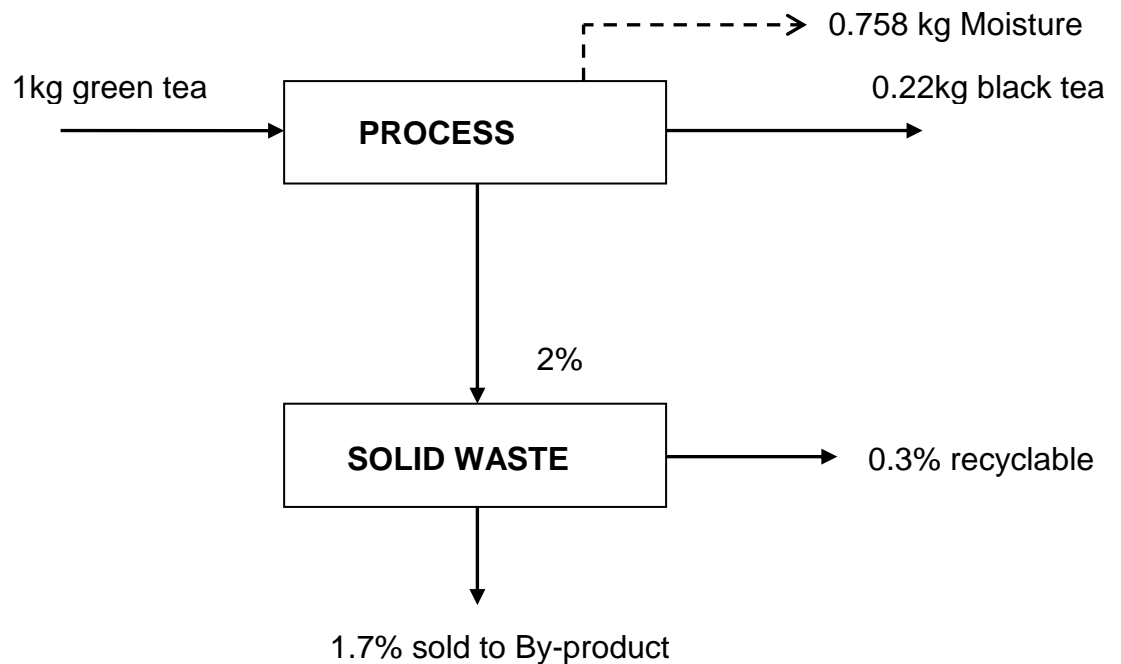 0.758 kg Moisture
1kg green tea
0.22kg black tea
PROCESS
2%
SOLID WASTE
0.3% recyclable
1.7% sold to By-product